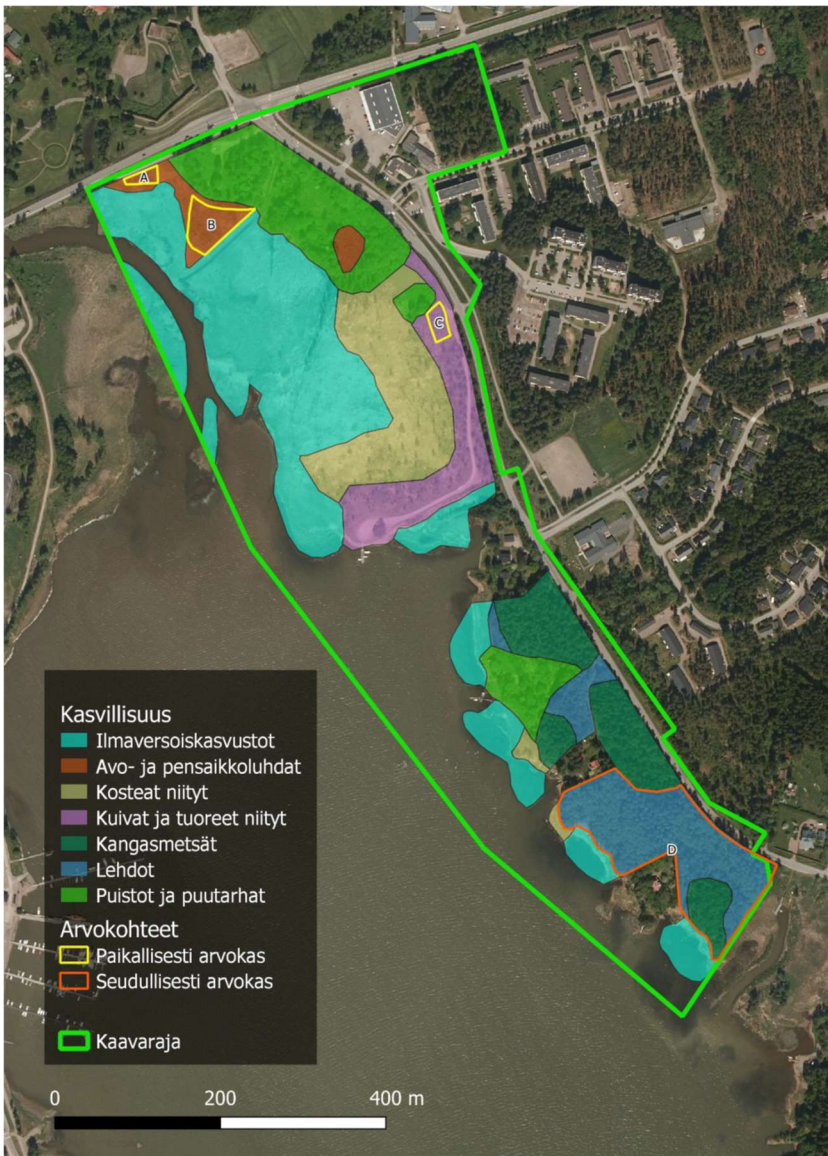 A
B
C
D
Kasvillisuus
Ilmaversoiskasvustot
Avo- ja pensaikkoluhdat
Kosteat niityt
Kuivat ja tuoreet niityt
Kangasmetsät
Lehdot
Puistot ja puutarhat
Arvokohteet
Paikallisesti arvokas
Seudullisesti arvokas
Kaavaraja
0 200 400 m